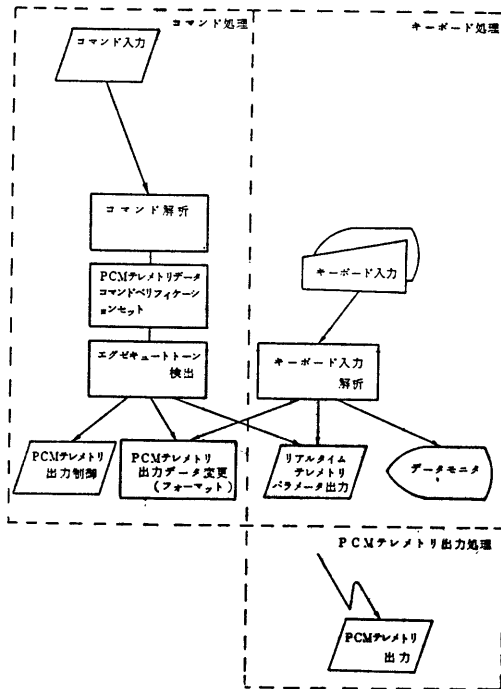 コマンド処理
コマンド入力
コマンド解析
PCMテレメトリデータ
コマンドベリフィケーシ
ョンセット
エグゼキュートトーン
検出
PCMテレメトリ
出力制御
PCMテレメトリ
出力データ変更
(フォーマット)
キーボード処理
キーボード入力
キーボード入力
解析
リアルタイム
テレメトリ
パラメータ出力
データモニタ
PCMテレメトリ出力処理
PCMテレメトリ
出力